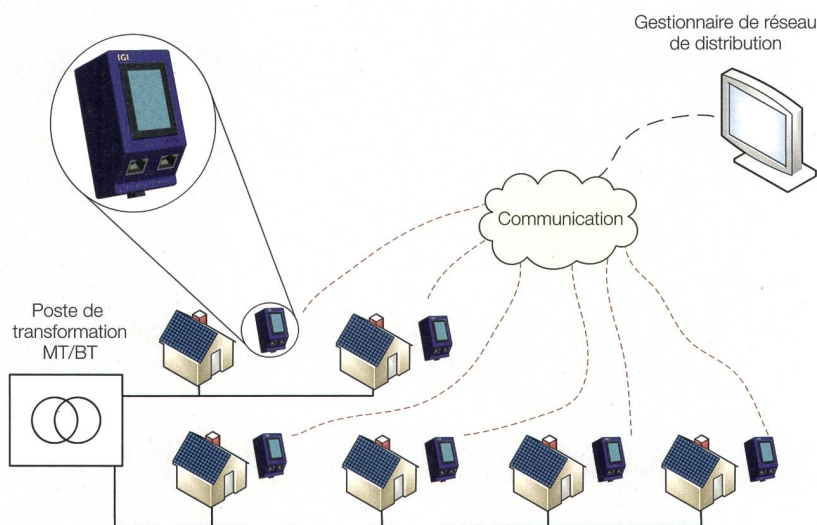 Gestionnaire de réseau
de distribution
IGI
Communication
Poste de
transformation
MT/BT